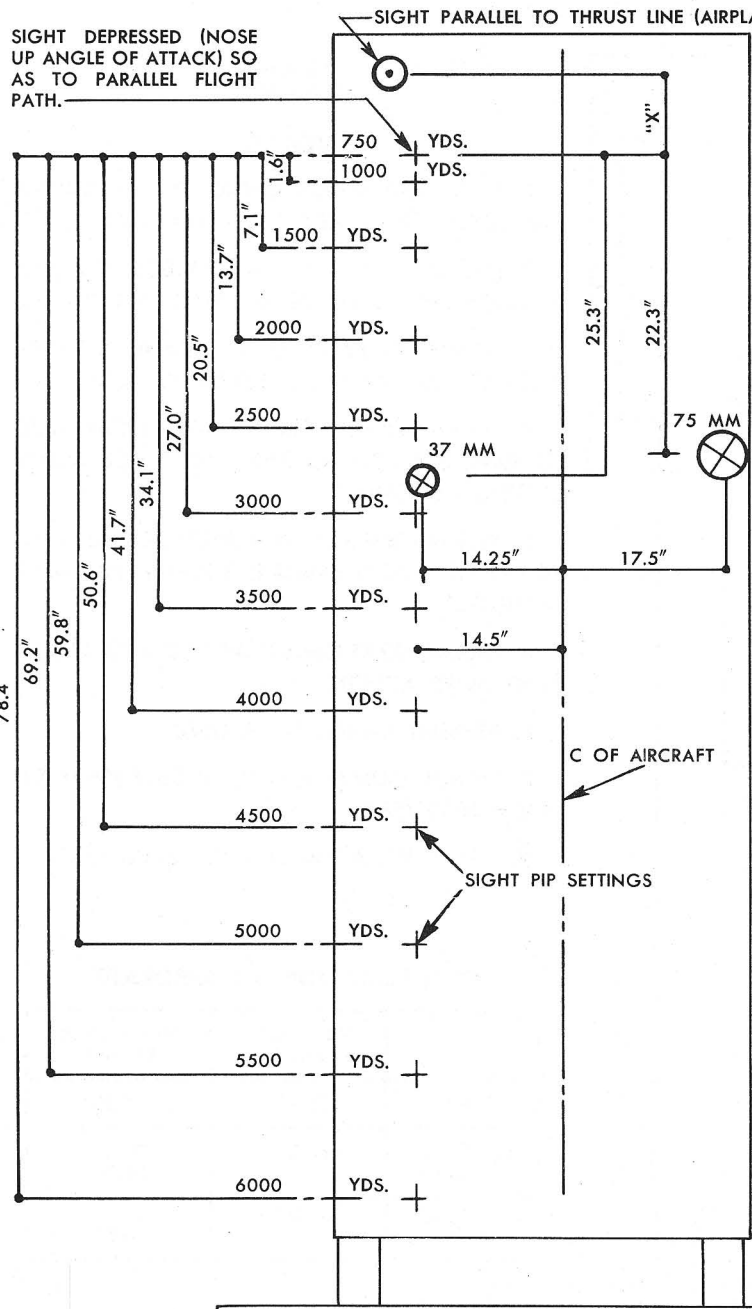 SIGHT PARALLEL TO THRUST LINE
SIGHT DEPRESSED (NOSE
UP ANGLE OF ATTACK) SO
AS TO PARALLEL FLIGHT
PATH.
"X"
750 YDS.
1.6"
1000 YDS.
7.1"
1500 YDS.
13.7"
2000 YDS.
25.3"
22.3"
20.5"
2500 YDS.
75 MM
27.0"
37 MM
34.1"
3000 YDS.
41.7"
14.25"
17.5"
50.6"
3500 YDS.
59.8"
14.5"
69.2"
78.4
4000 YDS.
C OF AIRCRAFT
4500 YDS.
SIGHT PIP SETTINGS
5000 YDS.
5500 YDS.
6000 YDS.